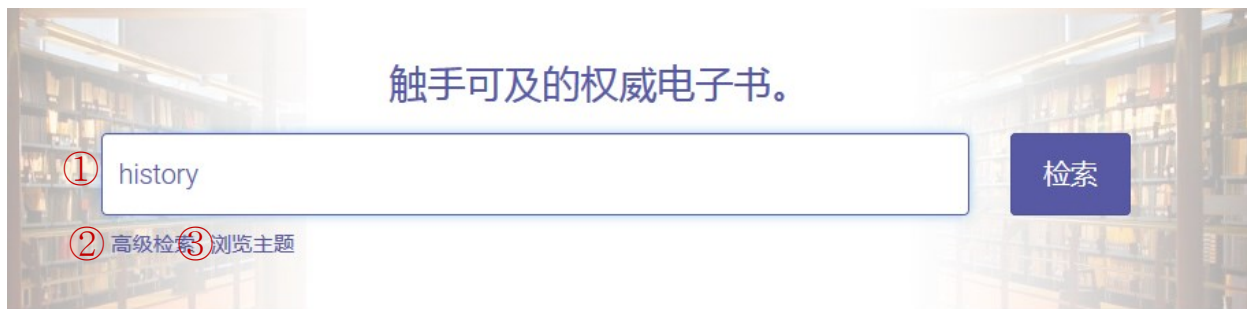 触手可及的权威电子书。
① history 检索
② 高级检索 ③ 浏览主题